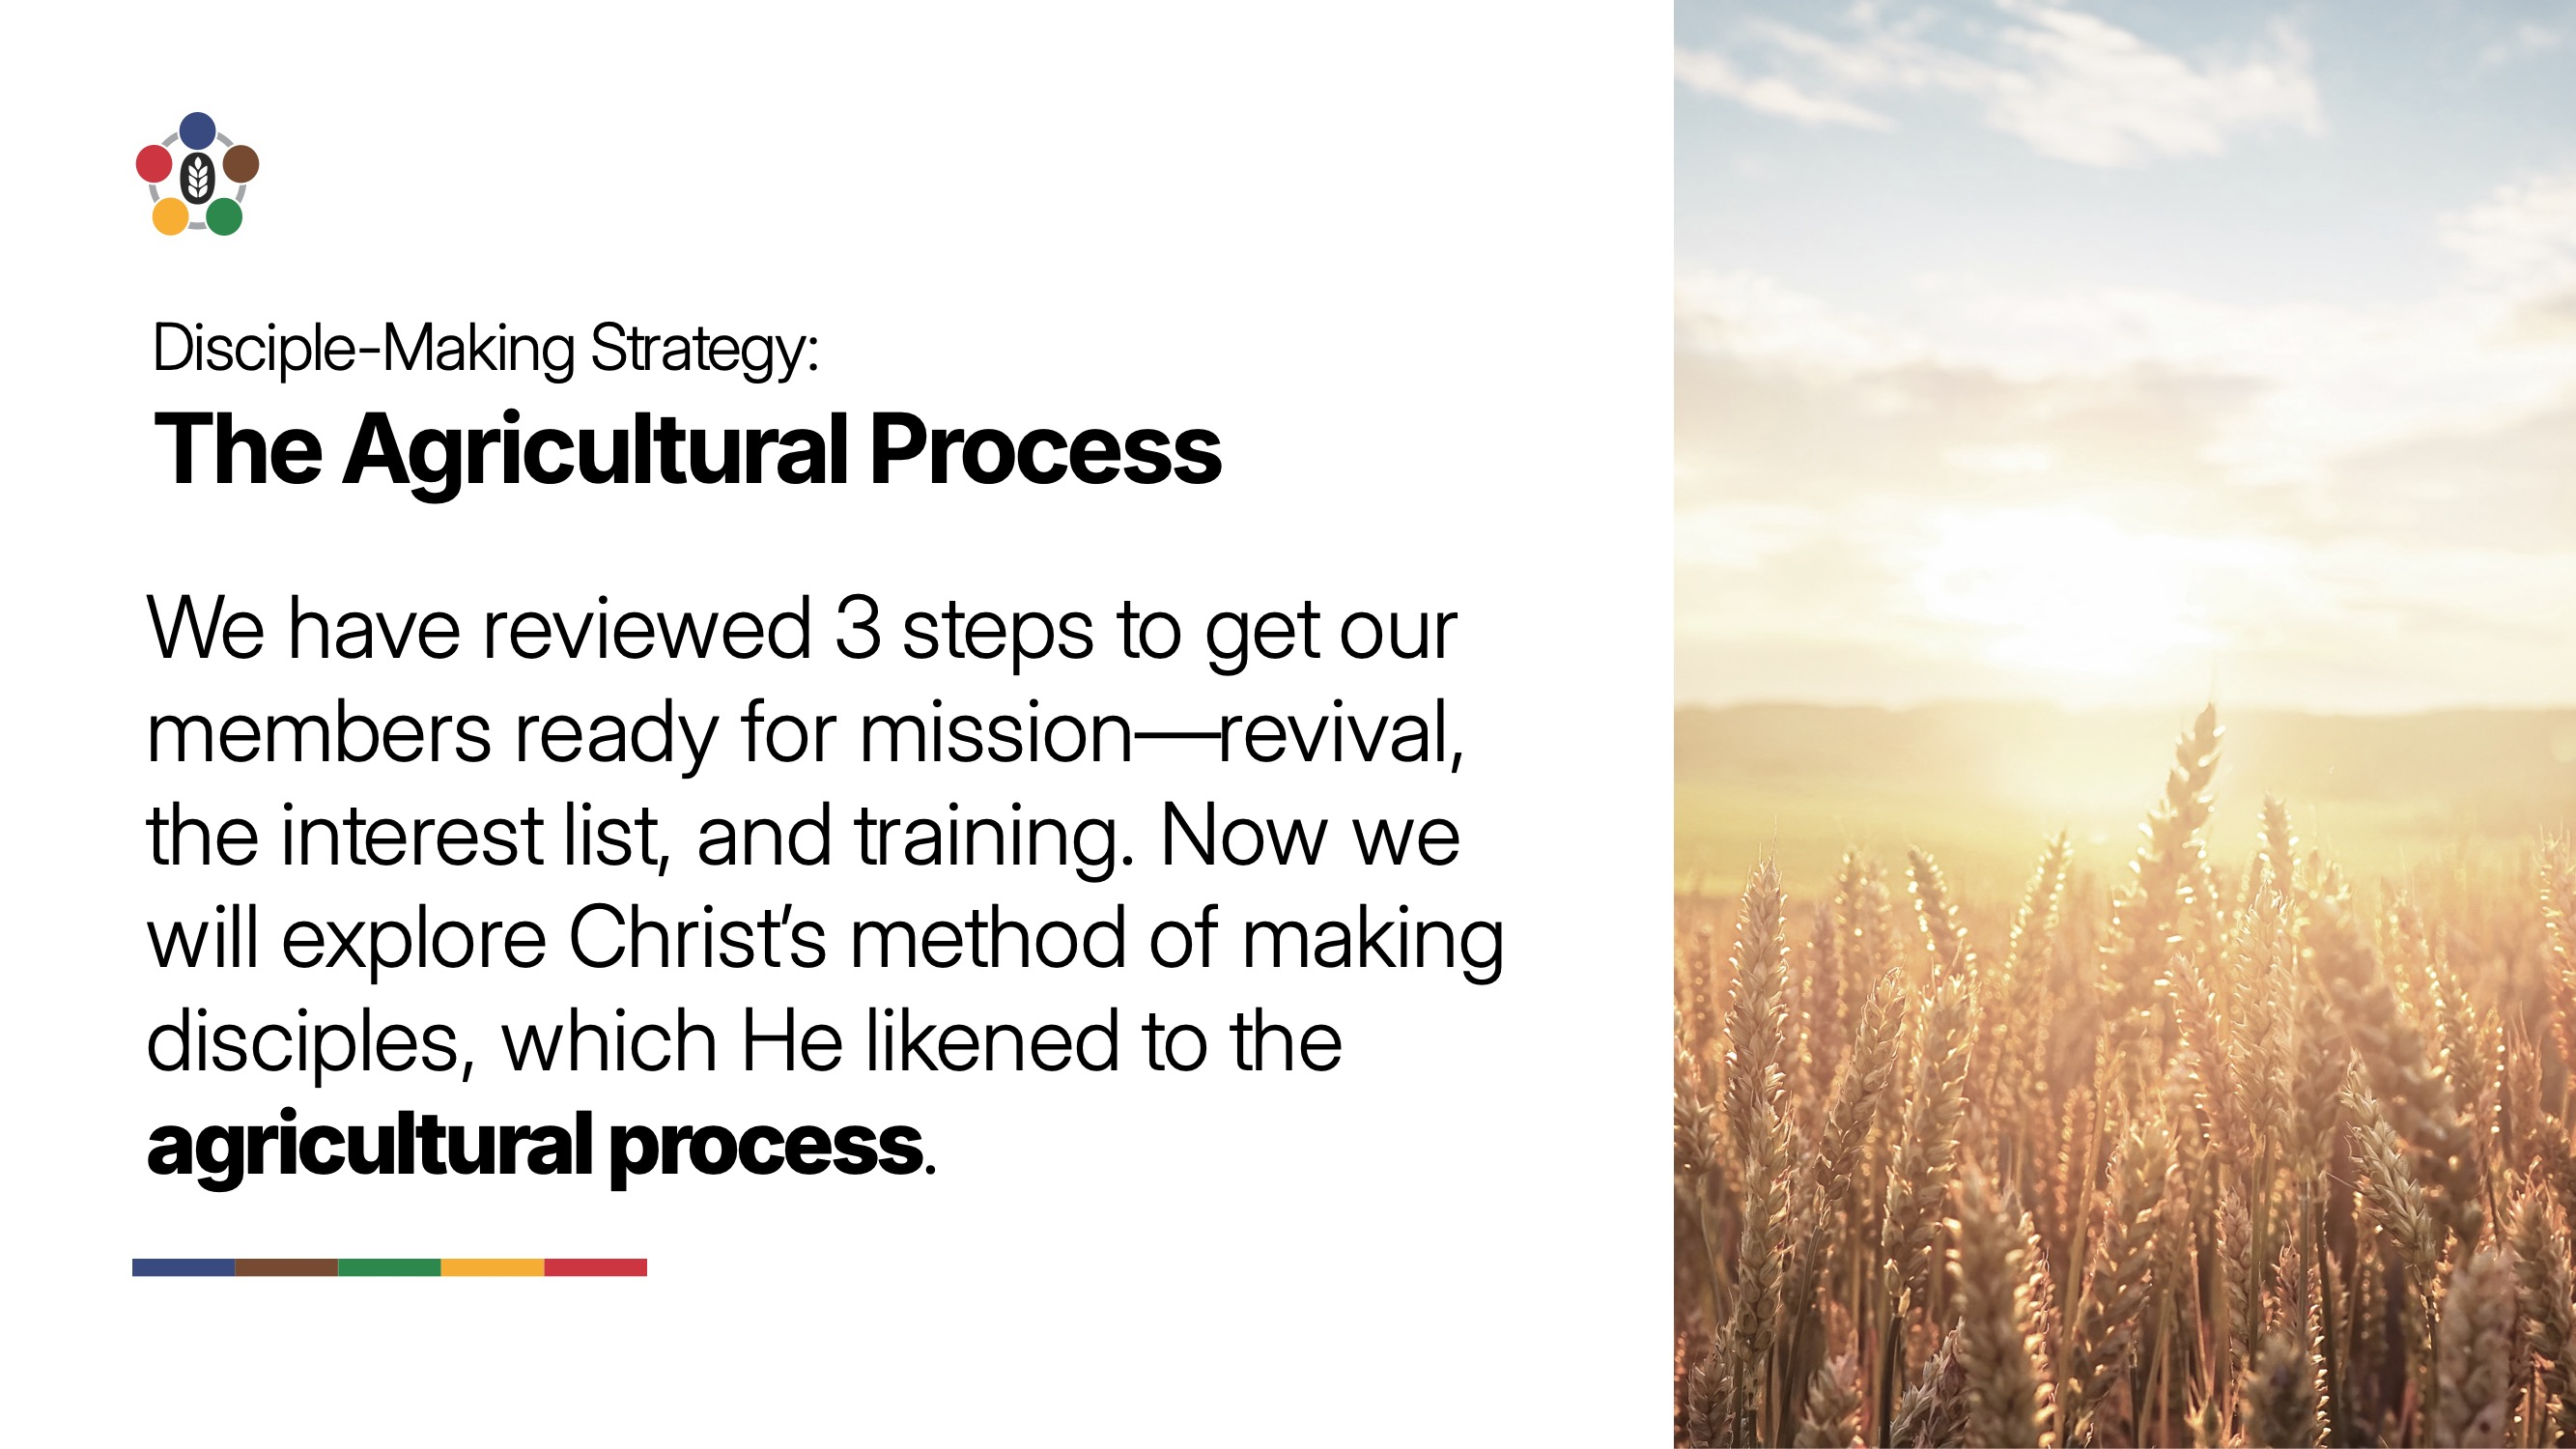 Disciple-Making Strategy:
The Agricultural Process
We have reviewed 3 steps to get our
members ready for mission—revival,
the interest list, and training. Now we
will explore Christ’s method of making
disciples, which He likened to the
agricultural process.